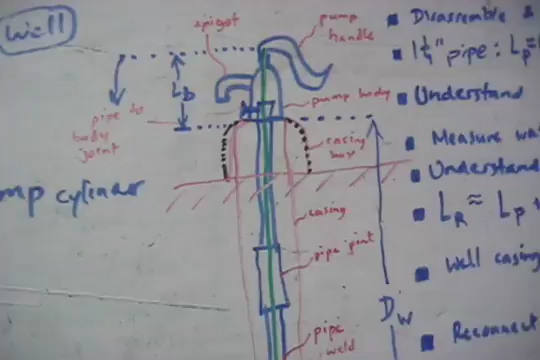 Well
spigot
pump
handle
LB
pipe to
body
joint
pump body
casing
box
mp cylinder
casing
pipe joint
pipe
weld
Dw
■ Disassemble &
■ 1¼" pipe : Lp =
■ Understand
■ Measure wa
■ Understand
■ LR ≈ Lp +
■ Well casing
■ Reconnect